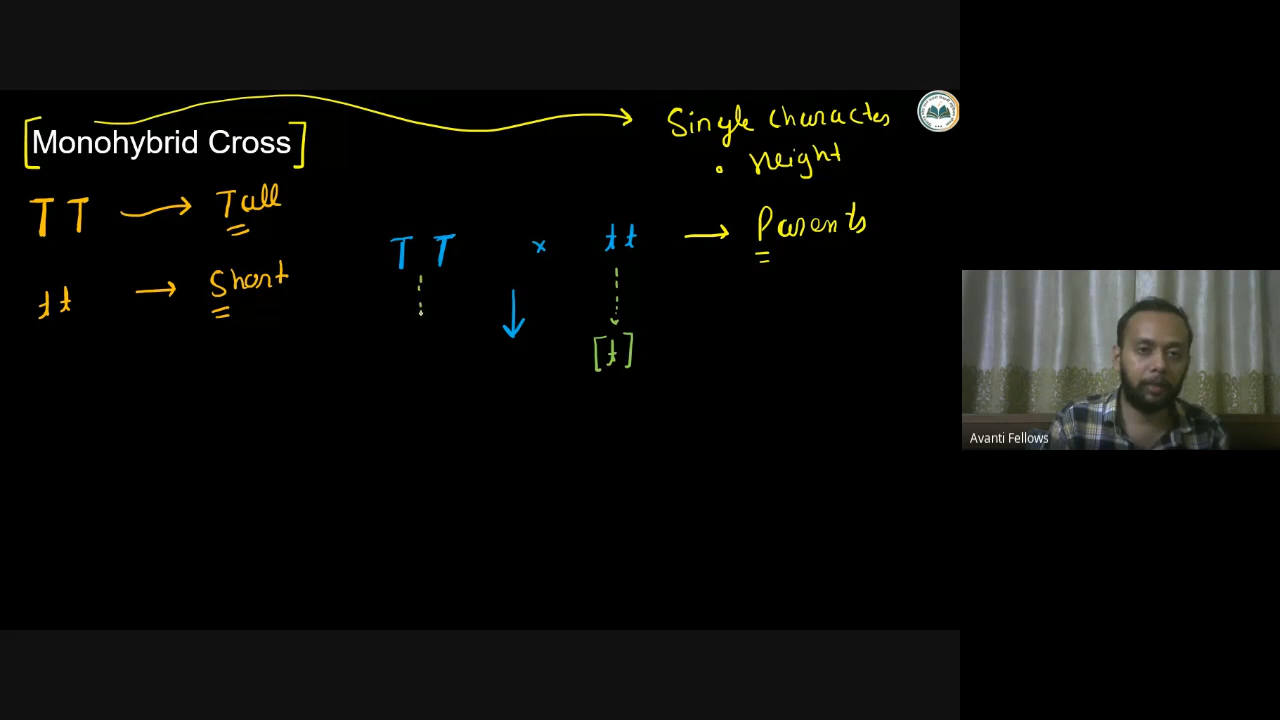 Single character
[Monohybrid Cross]
• Height
TT → Tall
TT × tt → Parents
tt → Short
[t]
Avanti Fellows